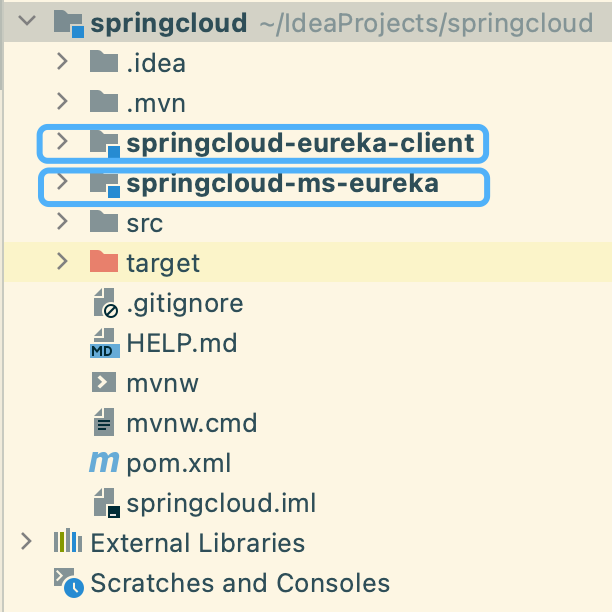 springcloud ~/IdeaProjects/springcloud
.idea
.mvn
springcloud-eureka-client
springcloud-ms-eureka
src
target
.gitignore
MD HELP.md
mvnw
mvnw.cmd
m pom.xml
springcloud.iml
External Libraries
Scratches and Consoles